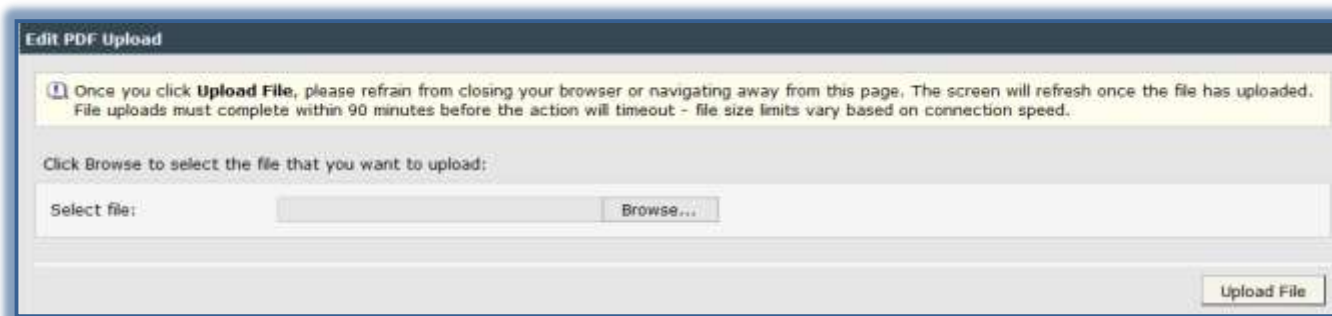 Edit PDF Upload
Once you click Upload File, please refrain from closing your browser or navigating away from this page. The screen will refresh once the file has uploaded.
File uploads must complete within 90 minutes before the action will timeout - file size limits vary based on connection speed.
Click Browse to select the file that you want to upload:
Select file: Browse...
Upload File